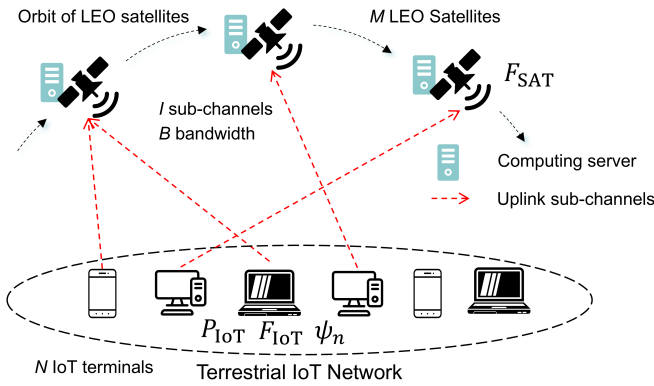 Orbit of LEO satellites
M LEO Satellites
F_SAT
I sub-channels
B bandwidth
Computing server
Uplink sub-channels
P_IoT F_IoT ψ_n
N IoT terminals
Terrestrial IoT Network